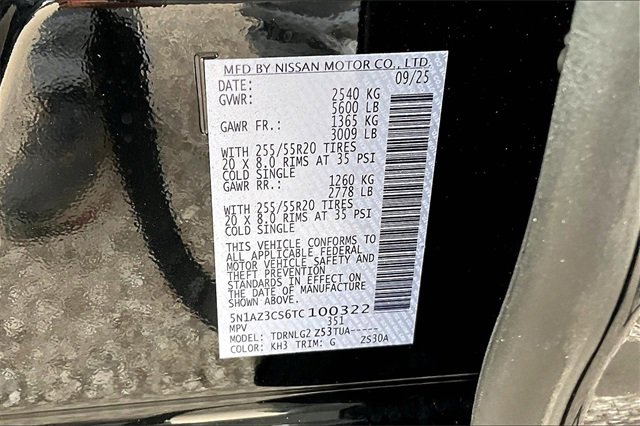 MFD BY NISSAN MOTOR CO., LTD.
DATE: 09/25
GVWR: 2540 KG
5600 LB
GAWR FR.: 1365 KG
3009 LB
WITH 255/55R20 TIRES
20 X 8.0 RIMS AT 35 PSI
COLD SINGLE
GAWR RR.: 1260 KG
2778 LB
WITH 255/55R20 TIRES
20 X 8.0 RIMS AT 35 PSI
COLD SINGLE
THIS VEHICLE CONFORMS TO
ALL APPLICABLE FEDERAL
MOTOR VEHICLE SAFETY AND
THEFT PREVENTION
STANDARDS IN EFFECT ON
THE DATE OF MANUFACTURE
SHOWN ABOVE.
5N1AZ3CS6TC100322
MPV 351
TDRNLG2 Z53TUA-----
COLOR: KH3 TRIM: G ZS30A